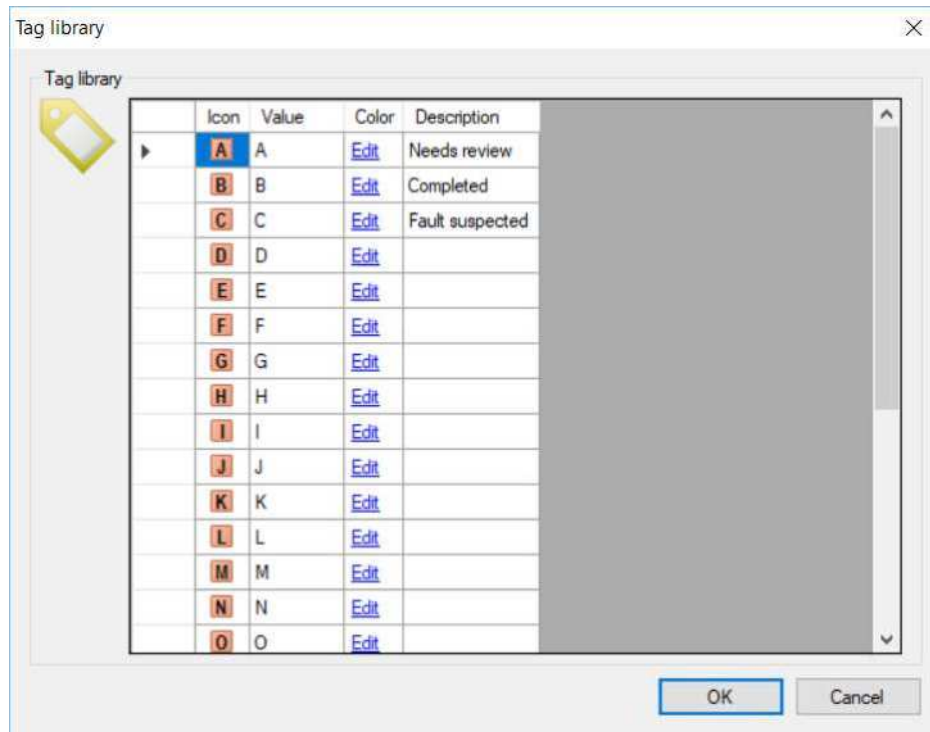 Tag library
Tag library
Icon Value Color Description
A A Edit Needs review
B B Edit Completed
C C Edit Fault suspected
D D Edit
E E Edit
F F Edit
G G Edit
H H Edit
I I Edit
J J Edit
K K Edit
L L Edit
M M Edit
N N Edit
O O Edit
OK Cancel